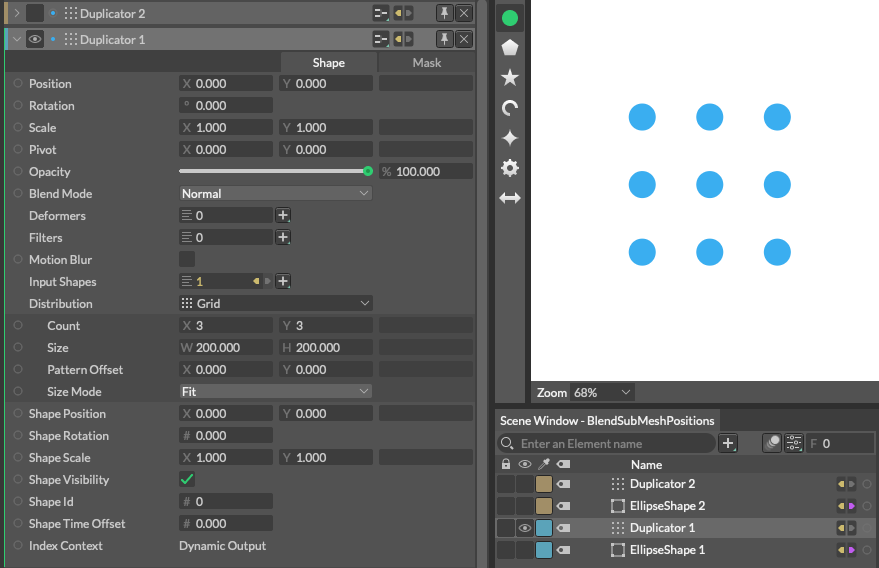 Duplicator 2
Duplicator 1
Shape Mask
Position X 0.000 Y 0.000
Rotation ° 0.000
Scale X 1.000 Y 1.000
Pivot X 0.000 Y 0.000
Opacity % 100.000
Blend Mode Normal
Deformers 0
Filters 0
Motion Blur
Input Shapes 1
Distribution Grid
Count X 3 Y 3
Size W 200.000 H 200.000
Pattern Offset X 0.000 Y 0.000
Size Mode Fit
Shape Position X 0.000 Y 0.000
Shape Rotation # 0.000
Shape Scale X 1.000 Y 1.000
Shape Visibility
Shape Id # 0
Shape Time Offset # 0.000
Index Context Dynamic Output
Zoom 68%
Scene Window - BlendSubMeshPositions
Enter an Element name F 0
Name
Duplicator 2
EllipseShape 2
Duplicator 1
EllipseShape 1